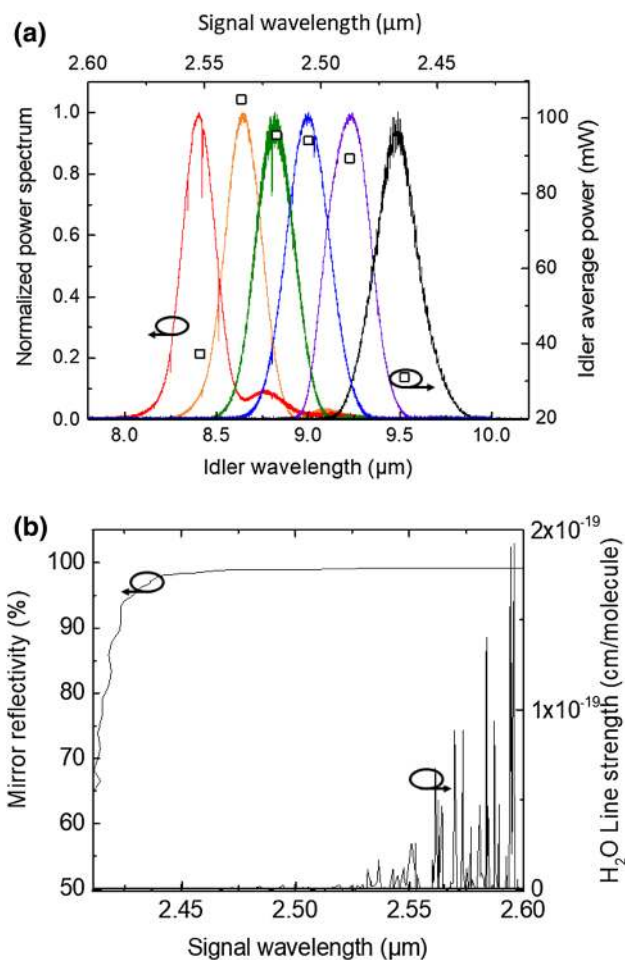 Signal wavelength (µm)
(a)
2.60 2.55 2.50 2.45
Normalized power spectrum
1.0
0.8
0.6
0.4
0.2
0.0
100
80
60
40
20
Idler average power (mW)
8.0 8.5 9.0 9.5 10.0
Idler wavelength (µm)
(b)
Mirror reflectivity (%)
100
90
80
70
60
50
2x10⁻¹⁹
1x10⁻¹⁹
0
H₂O Line strength (cm/molecule)
2.45 2.50 2.55 2.60
Signal wavelength (µm)